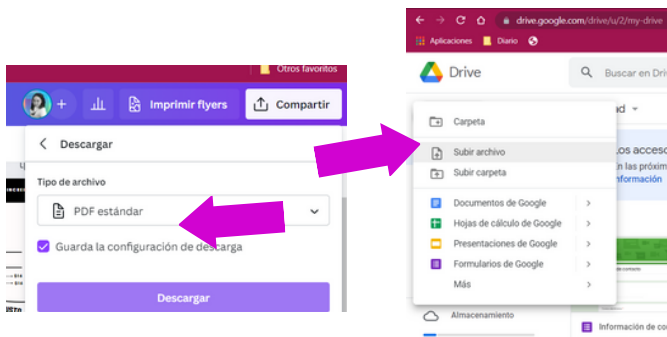 Otros favoritos
+
Imprimir flyers
Compartir
Descargar
Tipo de archivo
PDF estándar
Guarda la configuración de descarga
Descargar
drive.google.com/drive/u/2/my-drive
Aplicaciones
Diario
Drive
Buscar en Dri
ad
Carpeta
Subir archivo
Subir carpeta
os acceso
n las próxim
nformación
Documentos de Google
Hojas de cálculo de Google
Presentaciones de Google
Formularios de Google
Más
Almacenamiento
Información de co